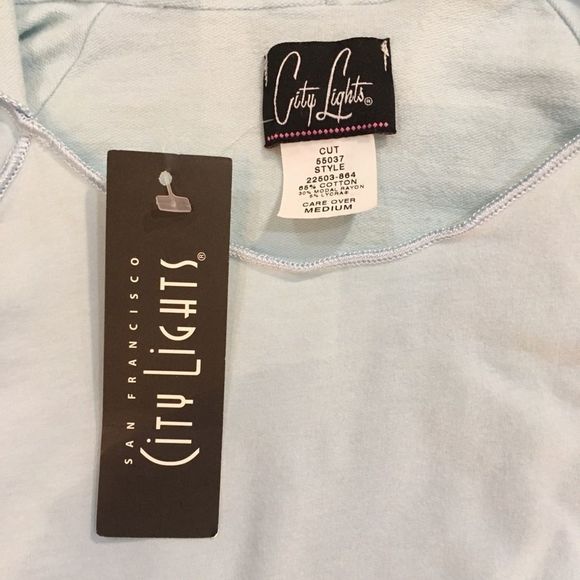 City Lights®
CUT
55037
STYLE
22503-864
65% COTTON
30% MODAL RAYON
5% LYCRA®
CARE OVER
MEDIUM
SAN FRANCISCO
CITY LIGHTS®